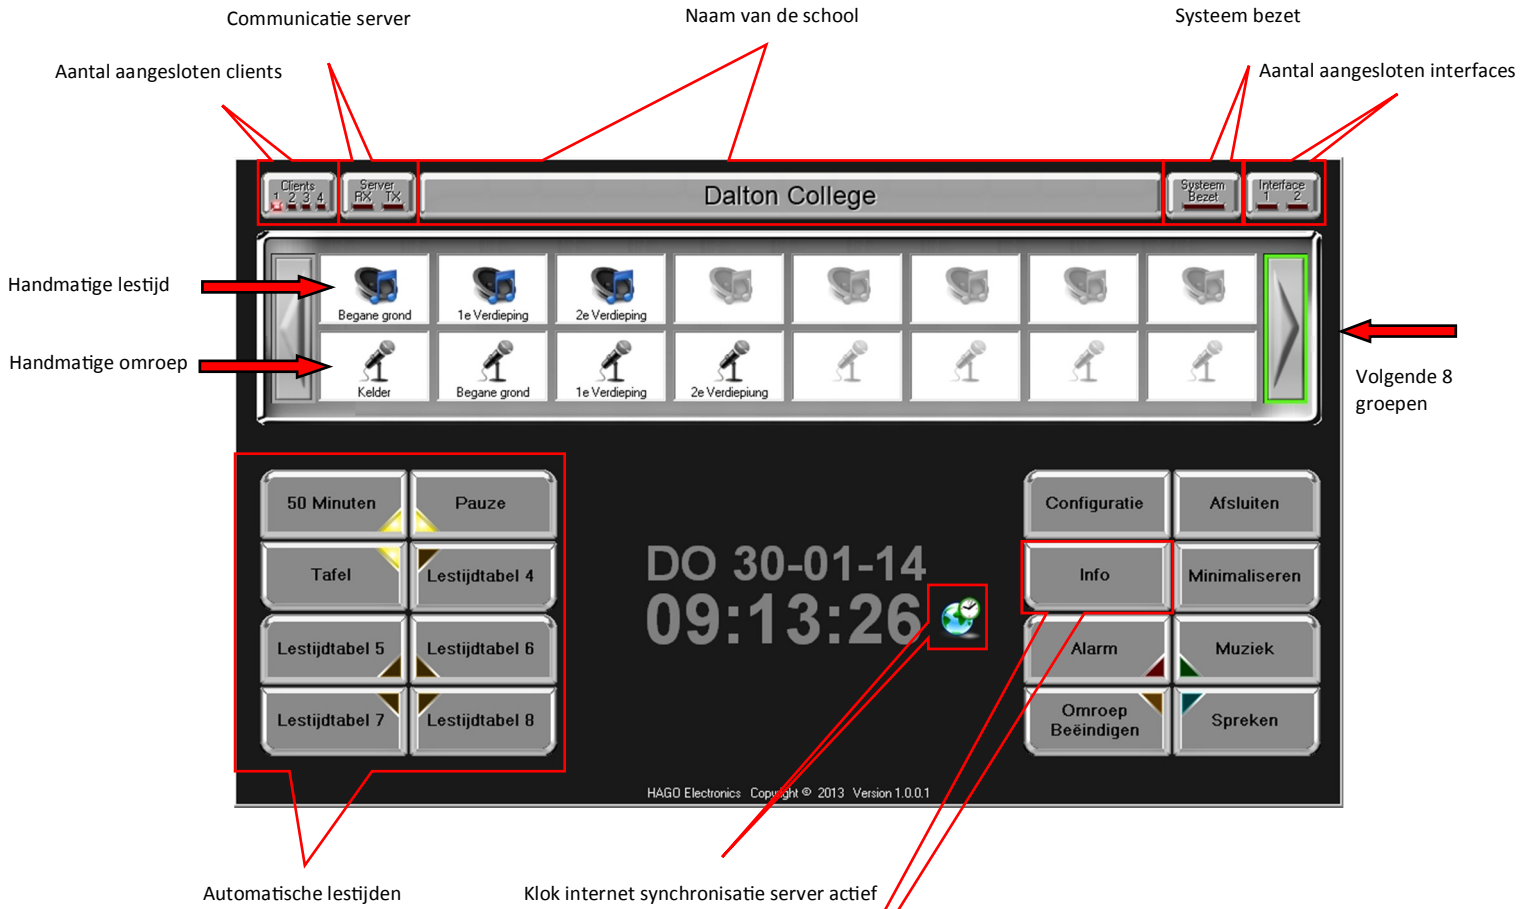 Communicatie server
Naam van de school
Systeem bezet
Aantal aangesloten clients
Aantal aangesloten interfaces
Clients
1 2 3 4
Server
RX TX
Dalton College
Systeem
Bezet
Interface
1 2
Handmatige lestijd
Begane grond
1e Verdieping
2e Verdieping
Handmatige omroep
Kelder
Begane grond
1e Verdieping
2e Verdiepiung
Volgende 8
groepen
50 Minuten
Pauze
Tafel
Lestijdtabel 4
Lestijdtabel 5
Lestijdtabel 6
Lestijdtabel 7
Lestijdtabel 8
DO 30-01-14
09:13:26
Configuratie
Afsluiten
Info
Minimaliseren
Alarm
Muziek
Omroep
Beëindigen
Spreken
HAGO Electronics Copyright © 2013 Version 1.0.0.1
Automatische lestijden
Klok internet synchronisatie server actief